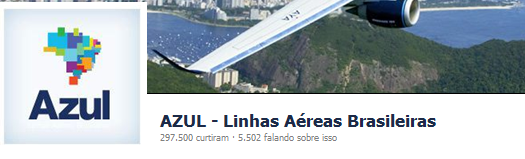 Azul
AZUL - Linhas Aéreas Brasileiras
297.500 curtiram · 5.502 falando sobre isso